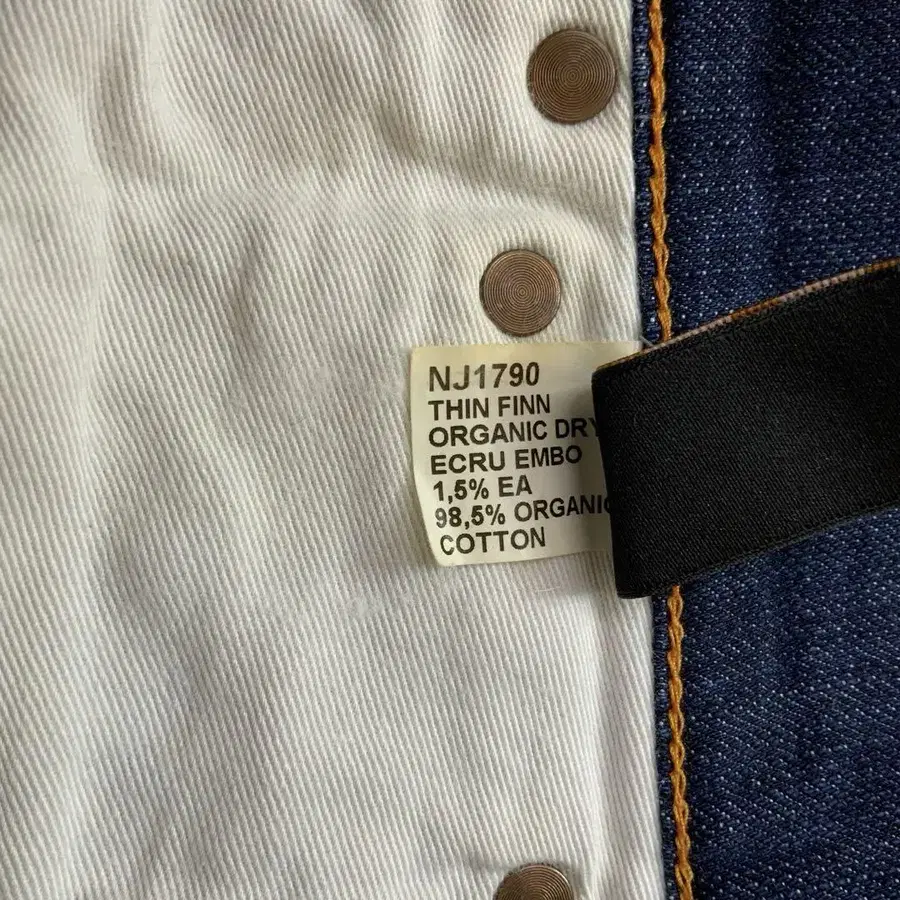 NJ1790
THIN FINN
ORGANIC DRY
ECRU EMBO
1,5% EA
98,5% ORGANIC
COTTON